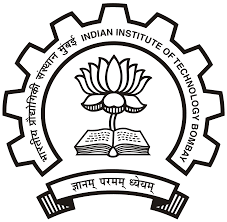 भारतीय प्रौद्योगिकी संस्थान मुंबई
INDIAN INSTITUTE OF TECHNOLOGY BOMBAY
ज्ञानम् परमम् ध्येयम्